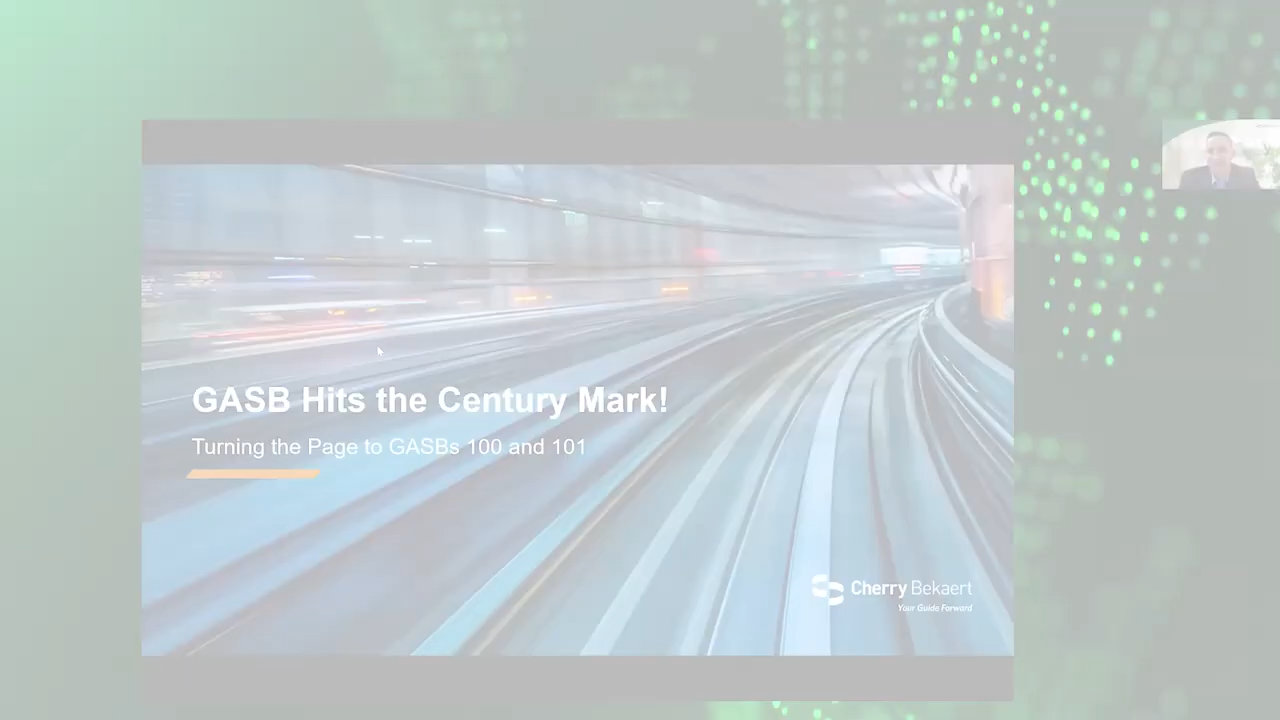 GASB Hits the Century Mark!
Turning the Page to GASBs 100 and 101
Cherry Bekaert
Your Guide Forward